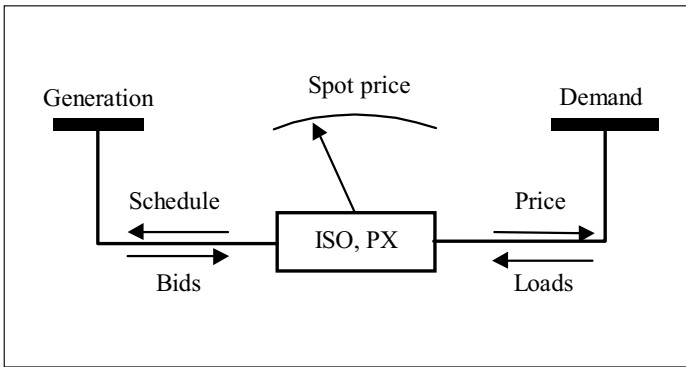 Spot price
Generation
Demand
Schedule
Price
ISO, PX
Bids
Loads